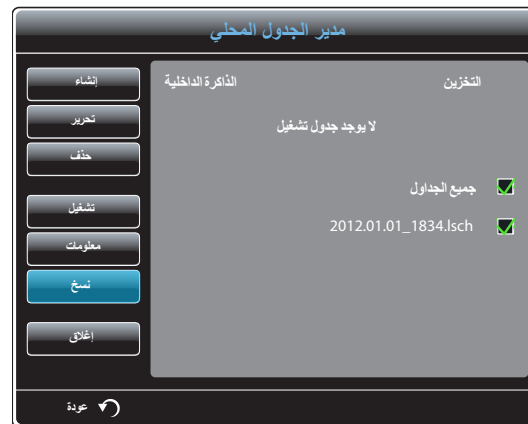 مدير الجدول المحلي
التخزين الذاكرة الداخلية
لا يوجد جدول تشغيل
جميع الجداول
2012.01.01_1834.lsch
إنشاء
تحرير
حذف
تشغيل
معلومات
نسخ
إغلاق
عودة